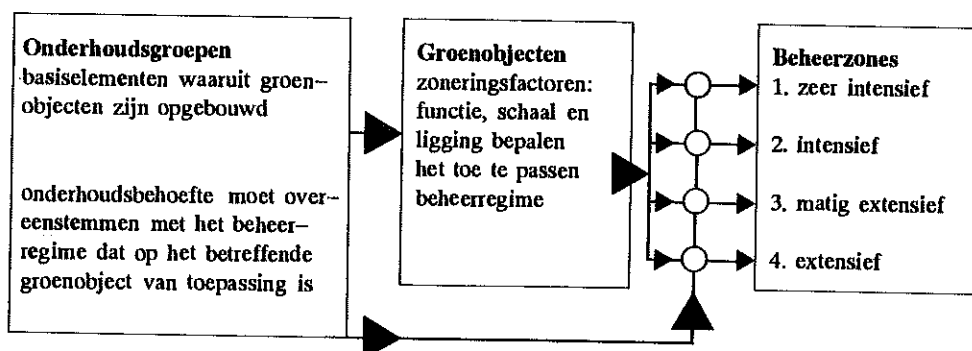 Onderhoudsgroepen
basiselementen waaruit groen-
objecten zijn opgebouwd
onderhoudsbehoefte moet over-
eenstemmen met het beheer-
regime dat op het betreffende
groenobject van toepassing is
Groenobjecten
zoneringsfactoren:
functie, schaal en
ligging bepalen
het toe te passen
beheerregime
Beheerzones
1. zeer intensief
2. intensief
3. matig extensief
4. extensief